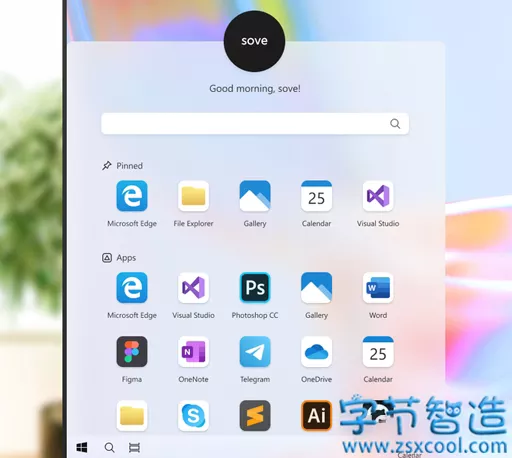 sove
Good morning, sove!
Pinned
Microsoft Edge File Explorer Gallery Calendar Visual Studio
25
Apps
Microsoft Edge Visual Studio Photoshop CC Gallery Word
Ps
W
Figma OneNote Telegram OneDrive Calendar
N
25
S
Ai
字节智造
www.zsxcool.com
Calendar